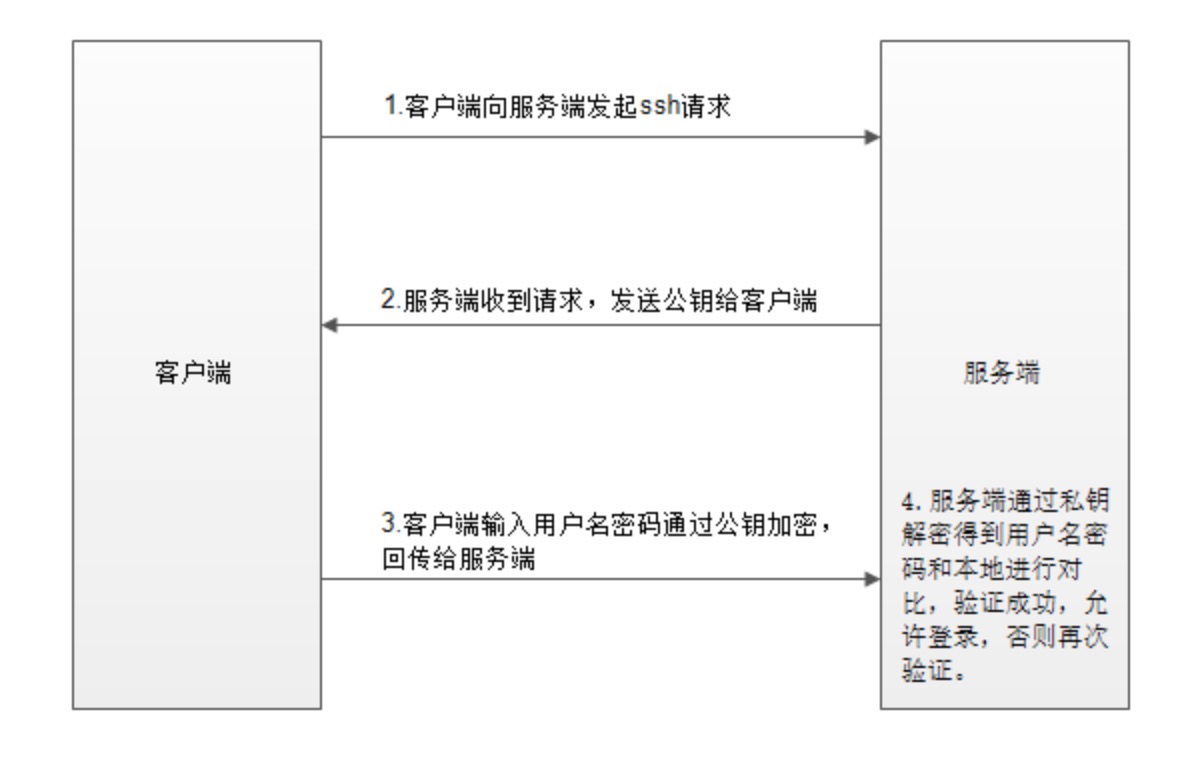 1.客户端向服务端发起ssh请求
2.服务端收到请求，发送公钥给客户端
客户端
服务端
3.客户端输入用户名密码通过公钥加密，
回传给服务端
4.服务端通过私钥
解密得到用户名密
码和本地进行对
比，验证成功，允
许登录，否则再次
验证。